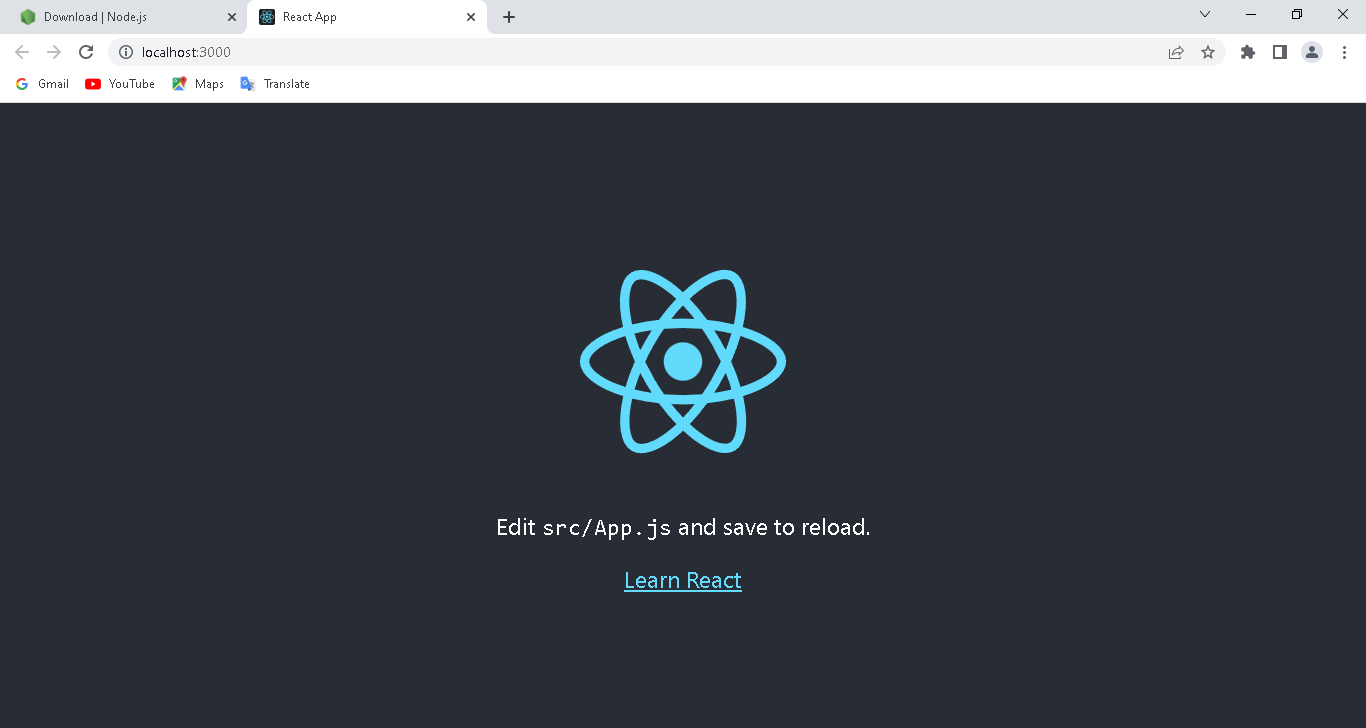 Download | Node.js
React App
localhost:3000
Gmail
YouTube
Maps
Translate
Edit src/App.js and save to reload.
Learn React